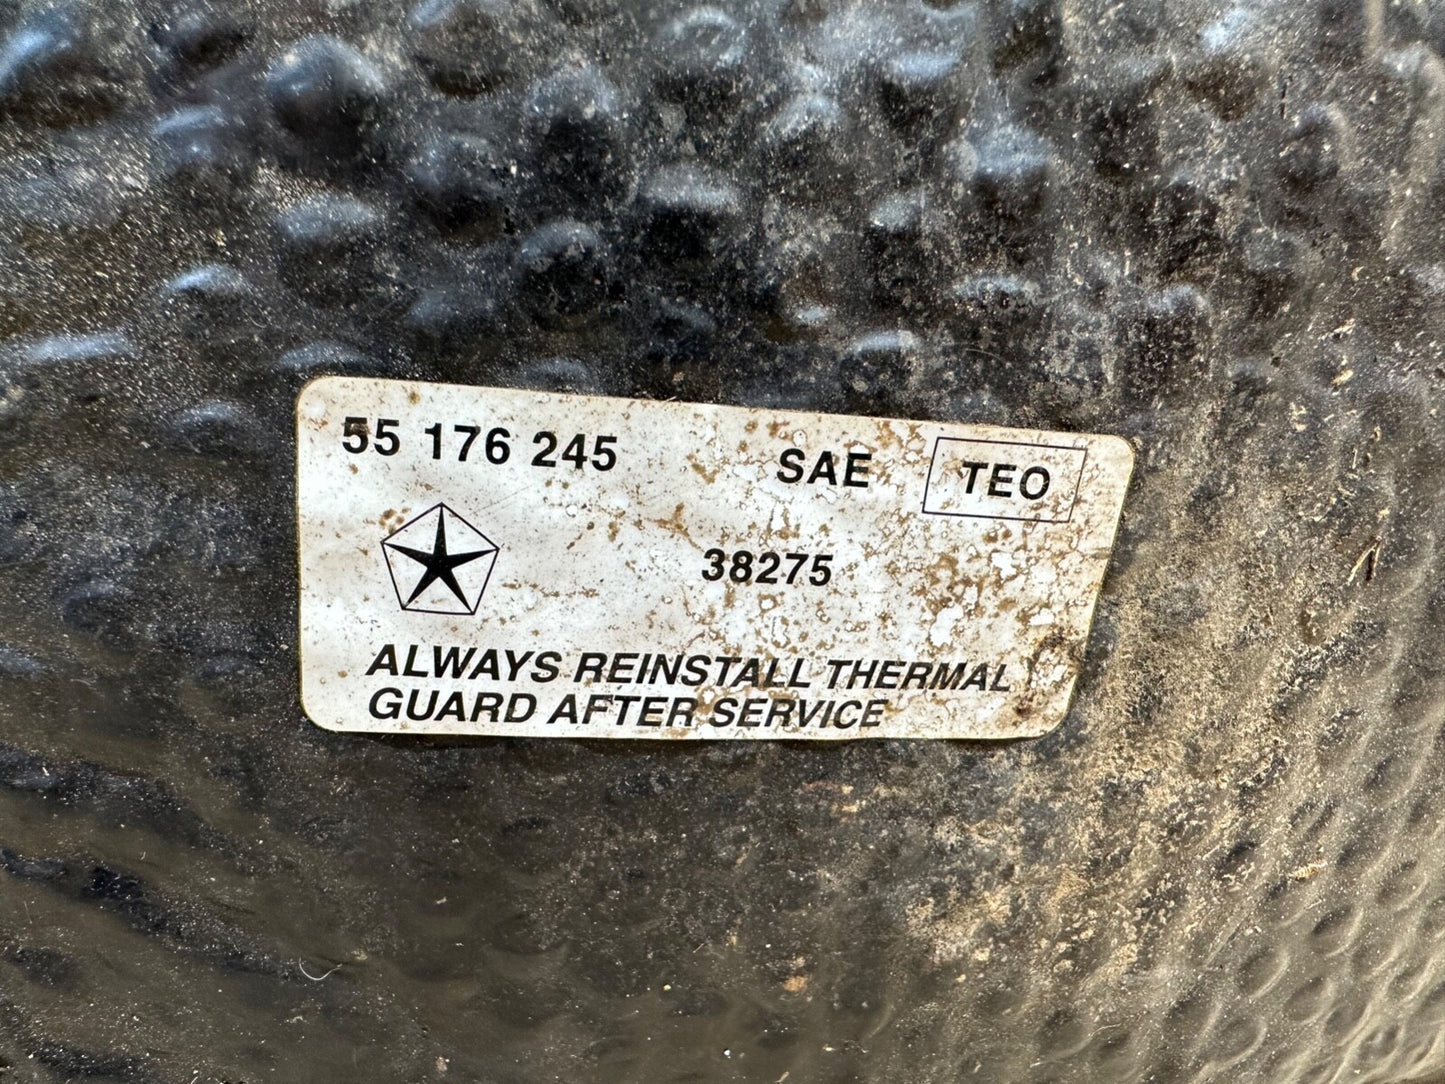 55 176 245 SAE TEO
38275
ALWAYS REINSTALL THERMAL
GUARD AFTER SERVICE